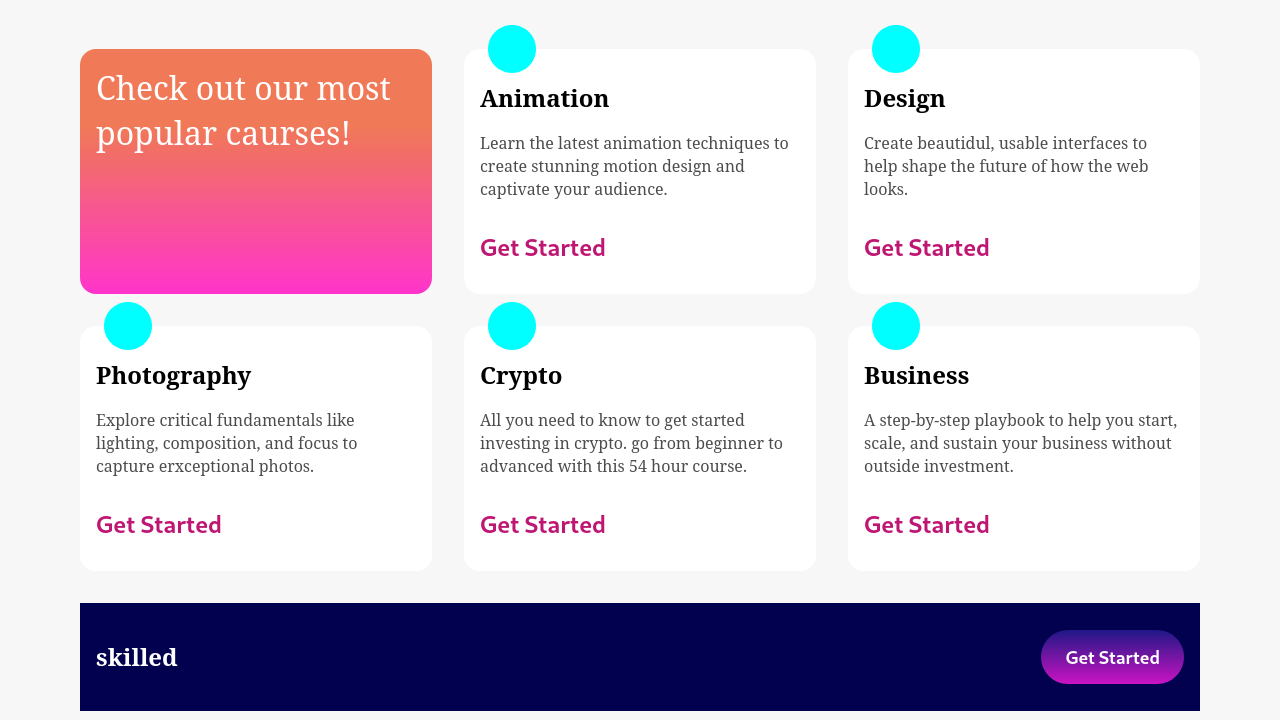 Check out our most
popular caurses!
Animation
Learn the latest animation techniques to
create stunning motion design and
captivate your audience.
Get Started
Design
Create beautidul, usable interfaces to
help shape the future of how the web
looks.
Get Started
Photography
Explore critical fundamentals like
lighting, composition, and focus to
capture erxceptional photos.
Get Started
Crypto
All you need to know to get started
investing in crypto. go from beginner to
advanced with this 54 hour course.
Get Started
Business
A step-by-step playbook to help you start,
scale, and sustain your business without
outside investment.
Get Started
skilled
Get Started